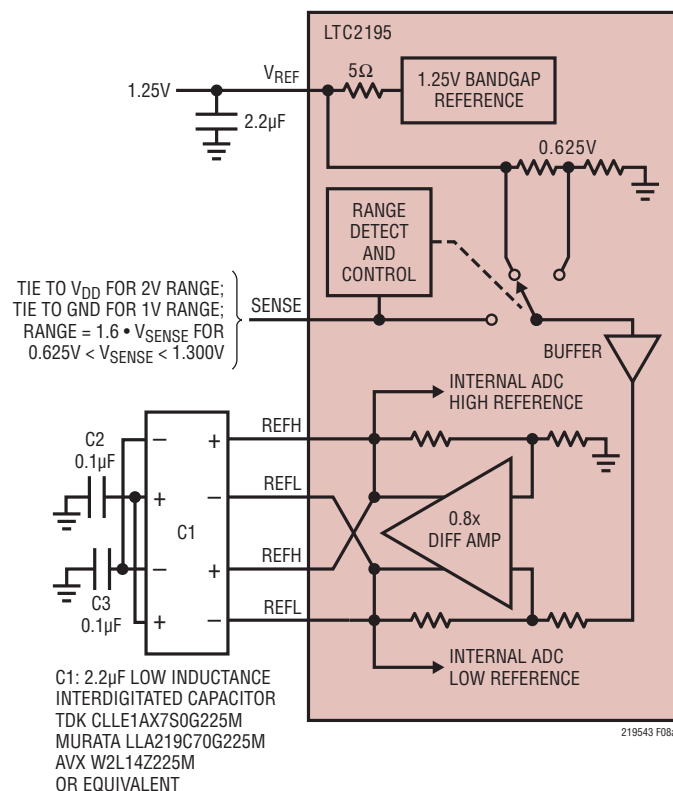 LTC2195
VREF
1.25V
5Ω
1.25V BANDGAP
REFERENCE
2.2µF
0.625V
RANGE
DETECT
AND
CONTROL
TIE TO VDD FOR 2V RANGE;
TIE TO GND FOR 1V RANGE;
RANGE = 1.6 • VSENSE FOR
0.625V < VSENSE < 1.300V
SENSE
BUFFER
INTERNAL ADC
HIGH REFERENCE
C2
0.1µF
– + REFH
+ – REFL
C1
0.8x
DIFF AMP
– + REFH
C3
0.1µF
+ – REFL
INTERNAL ADC
LOW REFERENCE
C1: 2.2µF LOW INDUCTANCE
INTERDIGITATED CAPACITOR
TDK CLLE1AX7S0G225M
MURATA LLA219C70G225M
AVX W2L14Z225M
OR EQUIVALENT
219543 F08a